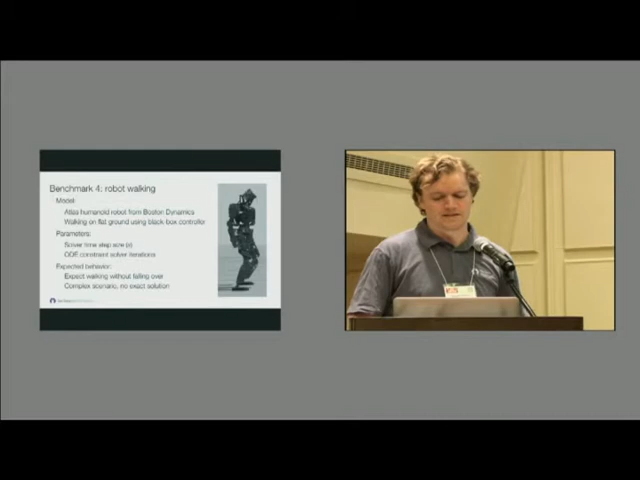 Benchmark 4: robot walking
Model:
Atlas humanoid robot from Boston Dynamics
Walking on flat ground using black box controller
Parameters:
Solver time step size (s)
ODE constraint solver iterations
Expected behavior:
Expect walking without falling over
Complex scenario, no exact solution